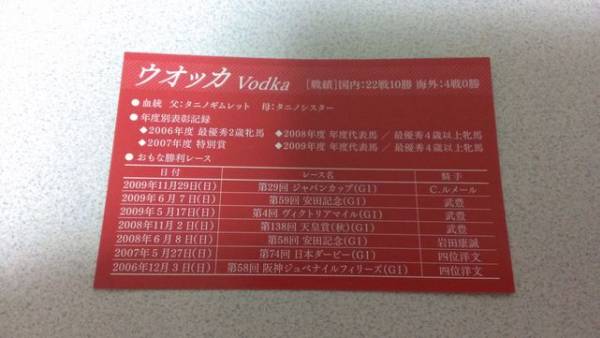 ウオッカ Vodka [戦績]国内:22戦10勝 海外:4戦0勝
●血統 父:タニノギムレット 母:タニノシスター
●年度別表彰記録
◆2006年度 最優秀2歳牝馬 ◆2008年度 年度代表馬 / 最優秀4歳以上牝馬
◆2007年度 特別賞 ◆2009年度 年度代表馬 / 最優秀4歳以上牝馬
●おもな勝利レース
日付 レース名 騎手
2009年11月29日(日) 第29回 ジャパンカップ(GI) C.ルメール
2009年6月7日(日) 第59回 安田記念(GI) 武豊
2009年5月17日(日) 第4回 ヴィクトリアマイル(GI) 武豊
2008年11月2日(日) 第138回 天皇賞(秋)(GI) 武豊
2008年6月8日(日) 第58回 安田記念(GI) 岩田康誠
2007年5月27日(日) 第74回 日本ダービー(GI) 四位洋文
2006年12月3日(日) 第58回 阪神ジュベナイルフィリーズ(GI) 四位洋文